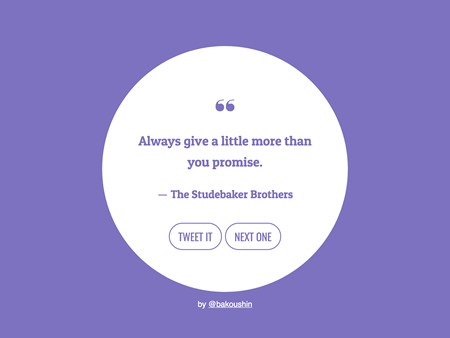 ❝
Always give a little more than
you promise.
— The Studebaker Brothers
TWEET IT NEXT ONE
by @bakoushin